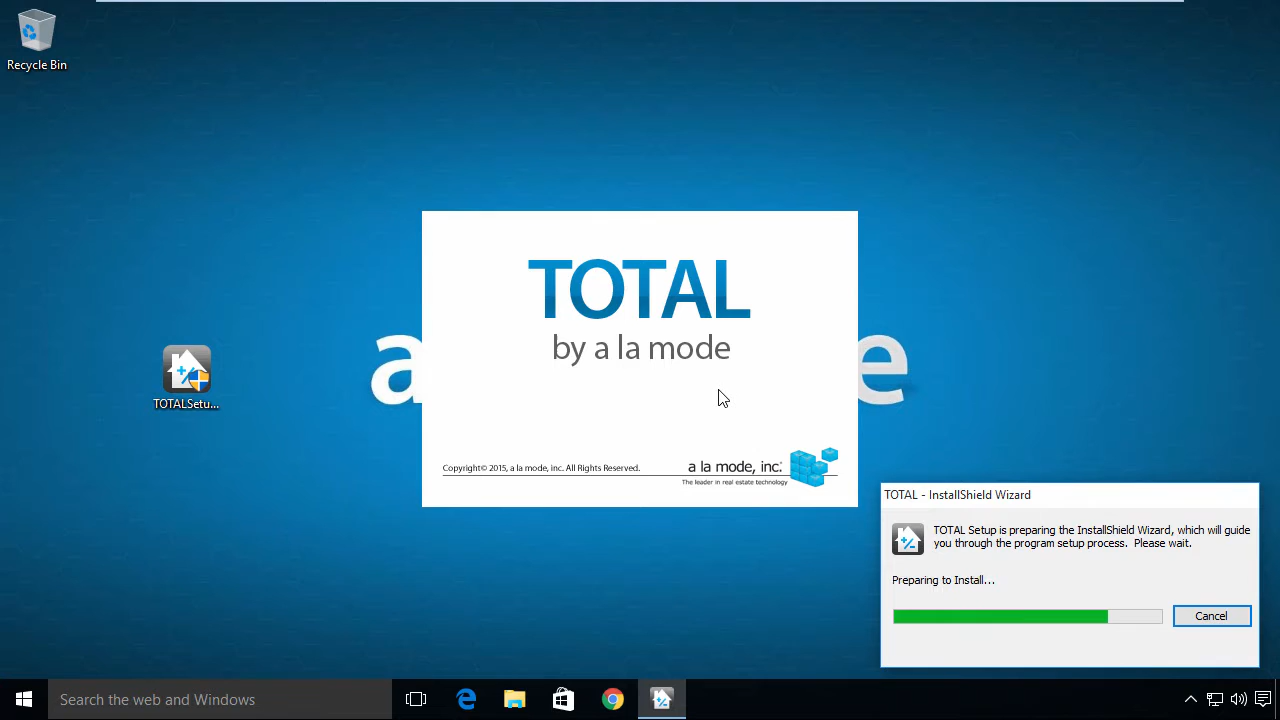 Recycle Bin
TOTALSetu...
a
e
TOTAL
by a la mode
Copyright© 2015, a la mode, inc. All Rights Reserved.
a la mode, inc.
The leader in real estate technology
TOTAL - InstallShield Wizard
TOTAL Setup is preparing the InstallShield Wizard, which will guide
you through the program setup process. Please wait.
Preparing to Install...
Cancel
Search the web and Windows